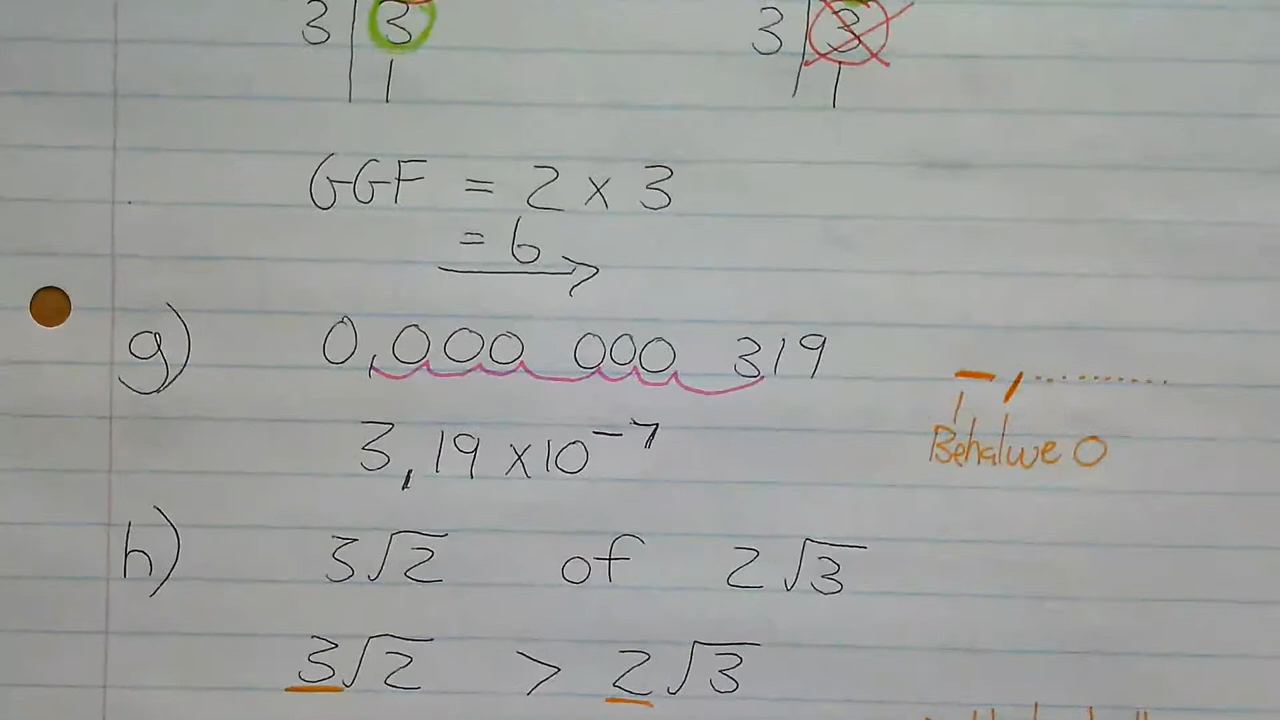 3 | 3    3 | 3
1    1
GGF = 2 x 3
= 6
g) 0,000 000 319
3,19 x 10⁻⁷
Behalwe 0
h) 3√2 of 2√3
3√2 > 2√3